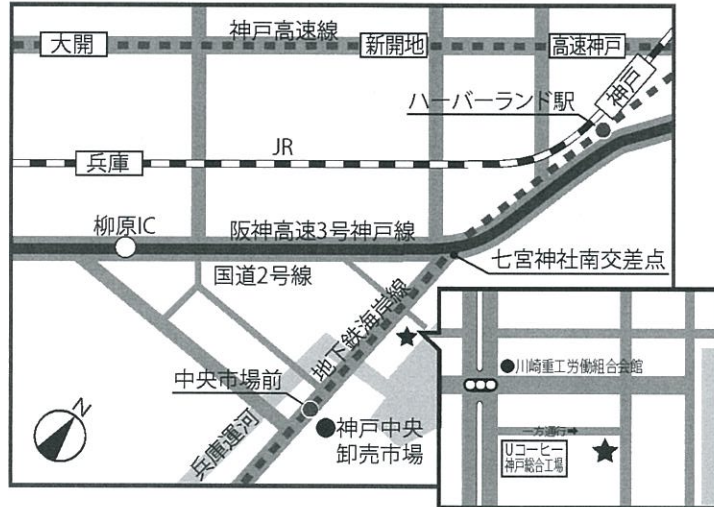 神戸高速線
大開
新開地
高速神戸
神戸
ハーバーランド駅
兵庫
JR
柳原IC
阪神高速3号神戸線
国道2号線
七宮神社南交差点
地下鉄海岸線
中央市場前
兵庫運河
神戸中央
卸売市場
N
川崎重工労働組合会館
一方通行➡
Uコーヒー
神戸総合工場